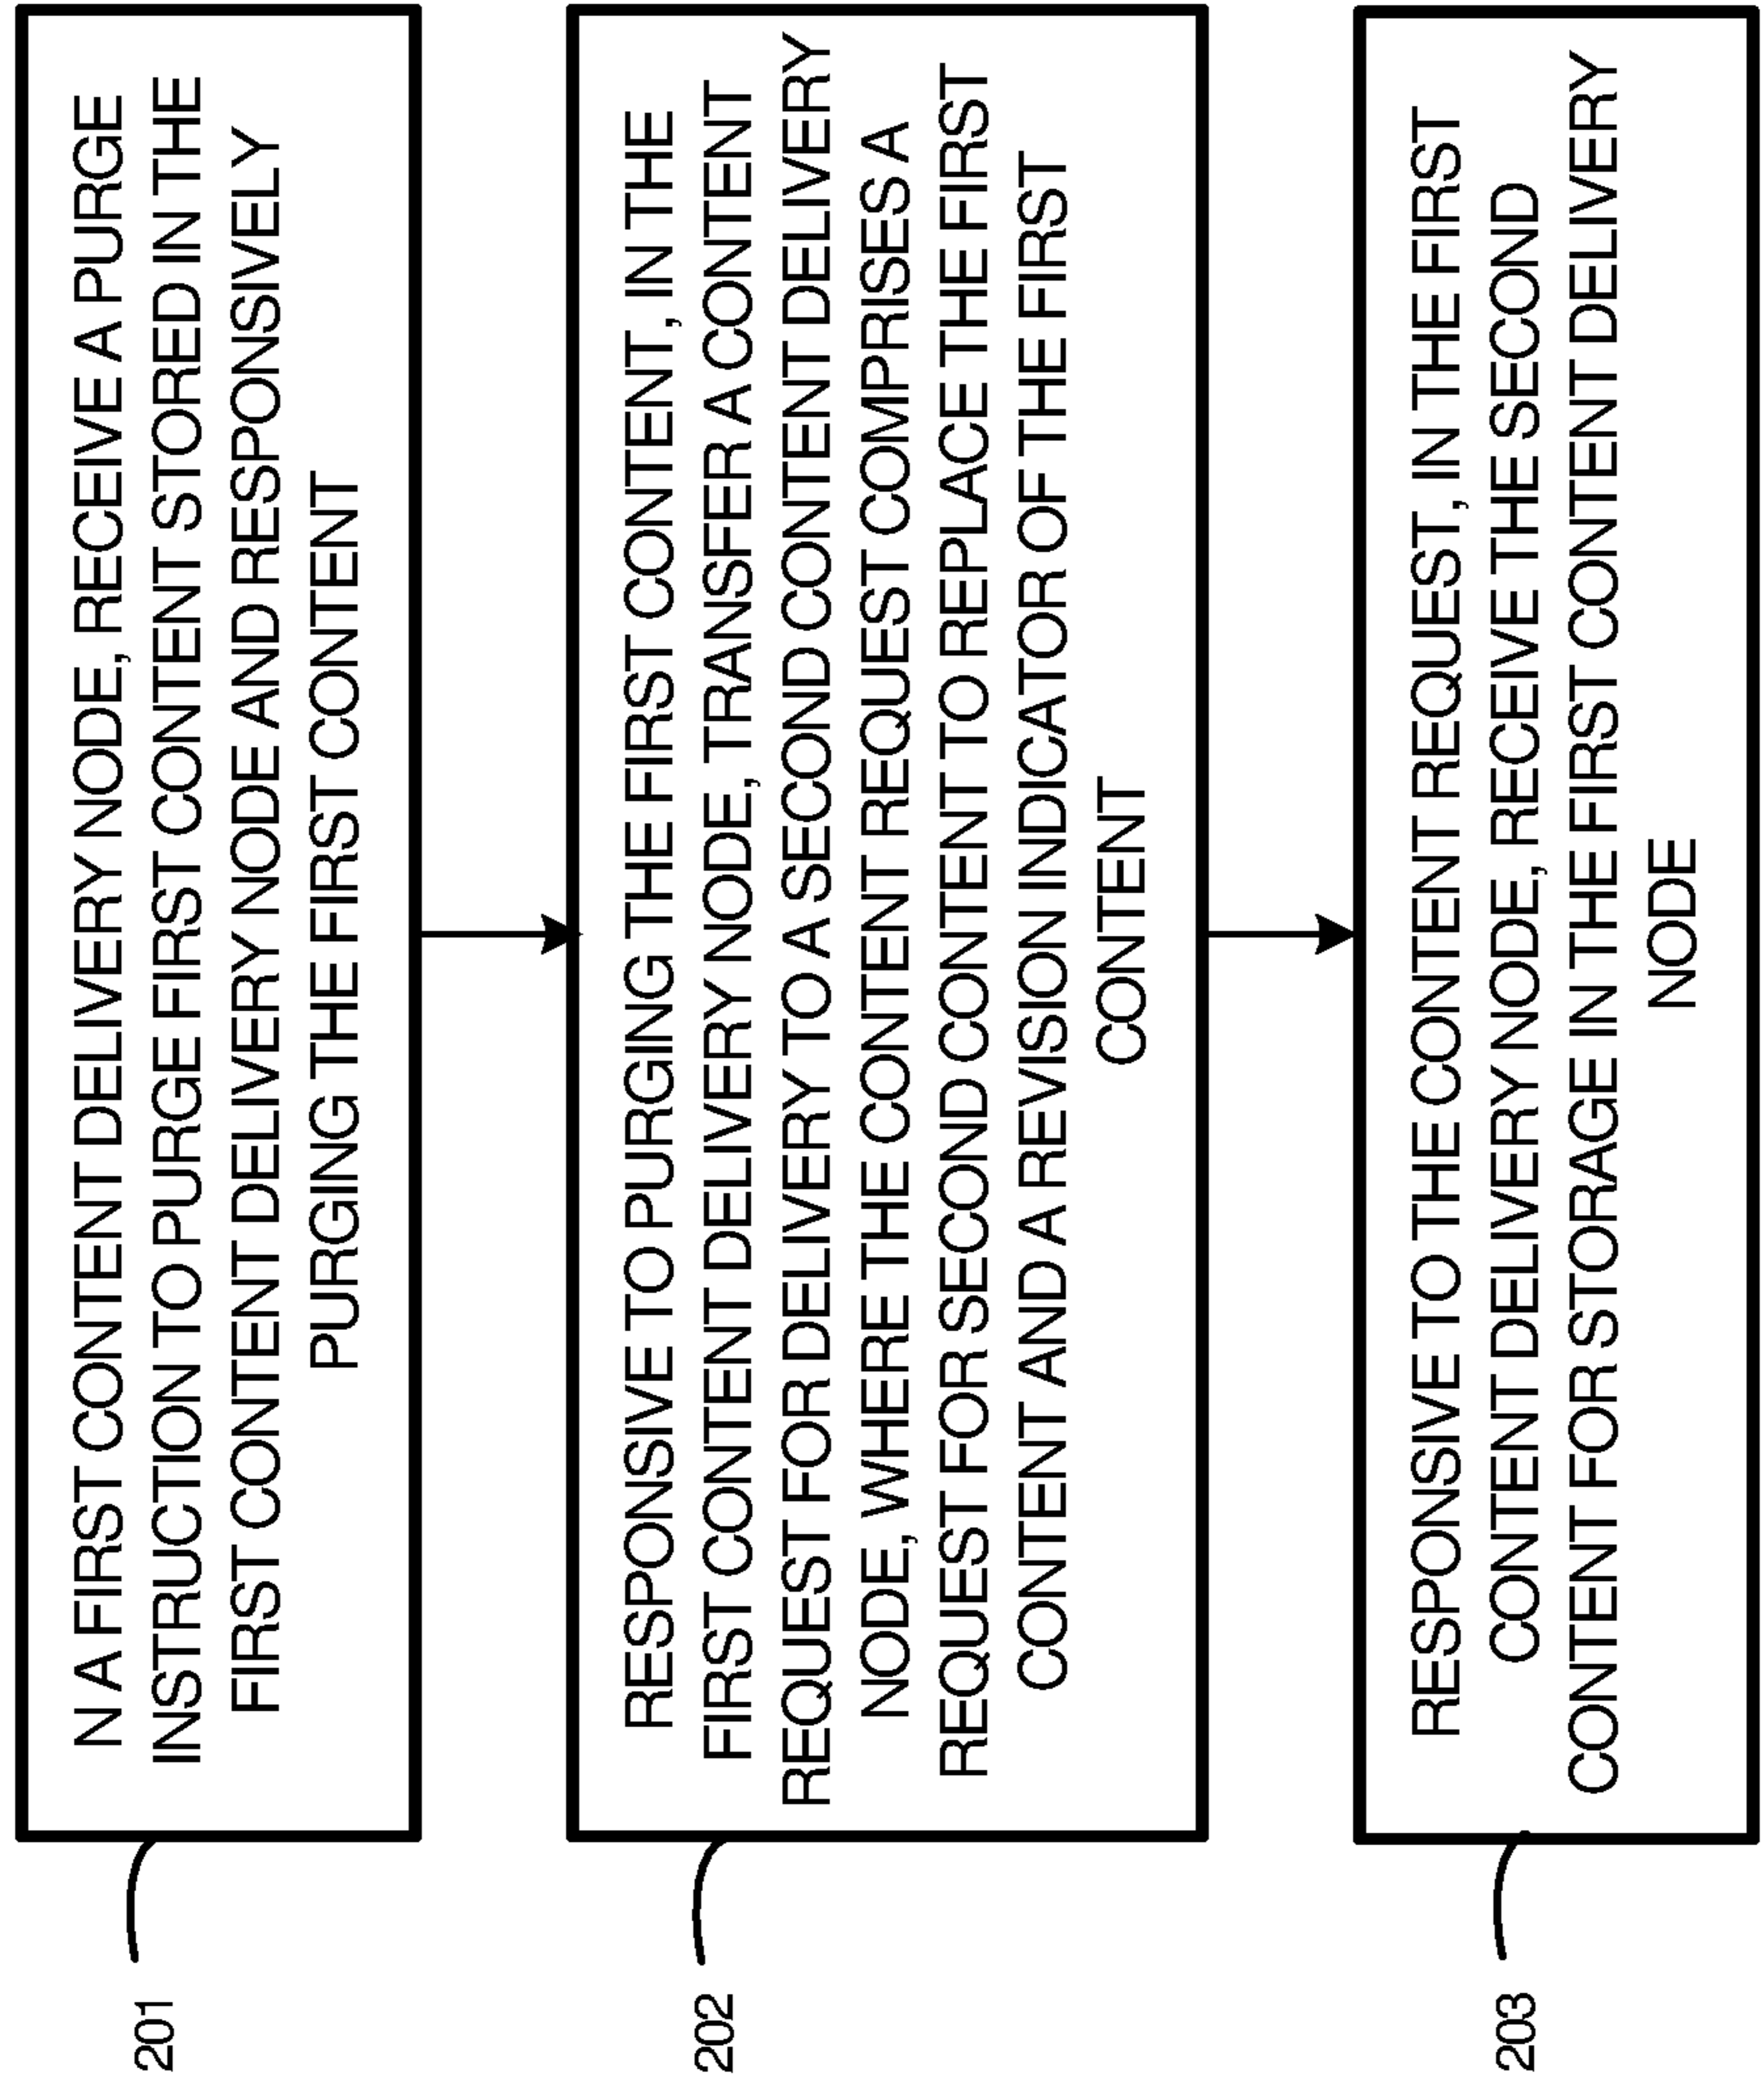 201
N A FIRST CONTENT DELIVERY NODE, RECEIVE A PURGE
INSTRUCTION TO PURGE FIRST CONTENT STORED IN THE
FIRST CONTENT DELIVERY NODE AND RESPONSIVELY
PURGING THE FIRST CONTENT
202
RESPONSIVE TO PURGING THE FIRST CONTENT, IN THE
FIRST CONTENT DELIVERY NODE, TRANSFER A CONTENT
REQUEST FOR DELIVERY TO A SECOND CONTENT DELIVERY
NODE, WHERE THE CONTENT REQUEST COMPRISES A
REQUEST FOR SECOND CONTENT TO REPLACE THE FIRST
CONTENT AND A REVISION INDICATOR OF THE FIRST
CONTENT
203
RESPONSIVE TO THE CONTENT REQUEST, IN THE FIRST
CONTENT DELIVERY NODE, RECEIVE THE SECOND
CONTENT FOR STORAGE IN THE FIRST CONTENT DELIVERY
NODE